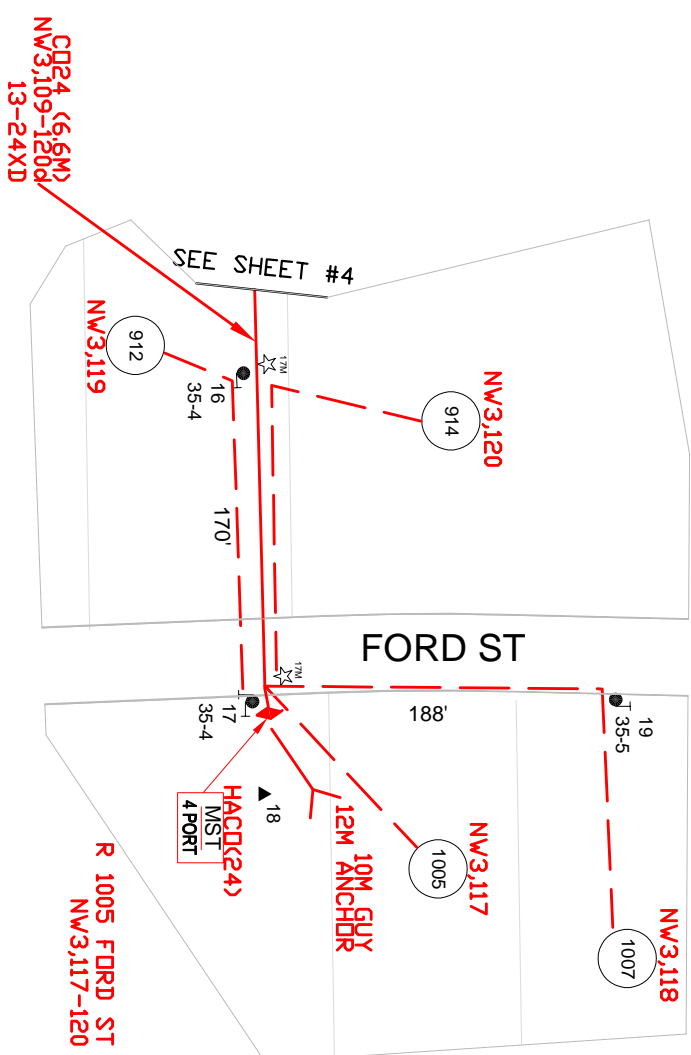 CO24 (6,6M)
NW3,109-120d
13-24XD
SEE SHEET #4
912
NW3,119
17M
16
35-4
914
NW3,120
170'
FORD ST
17M
17
35-4
188'
19
35-5
18
HACO(24)
MST
4 PORT
10M GUY
12M ANCHOR
1005
NW3,117
1007
NW3,118
R 1005 FORD ST
NW3,117-120